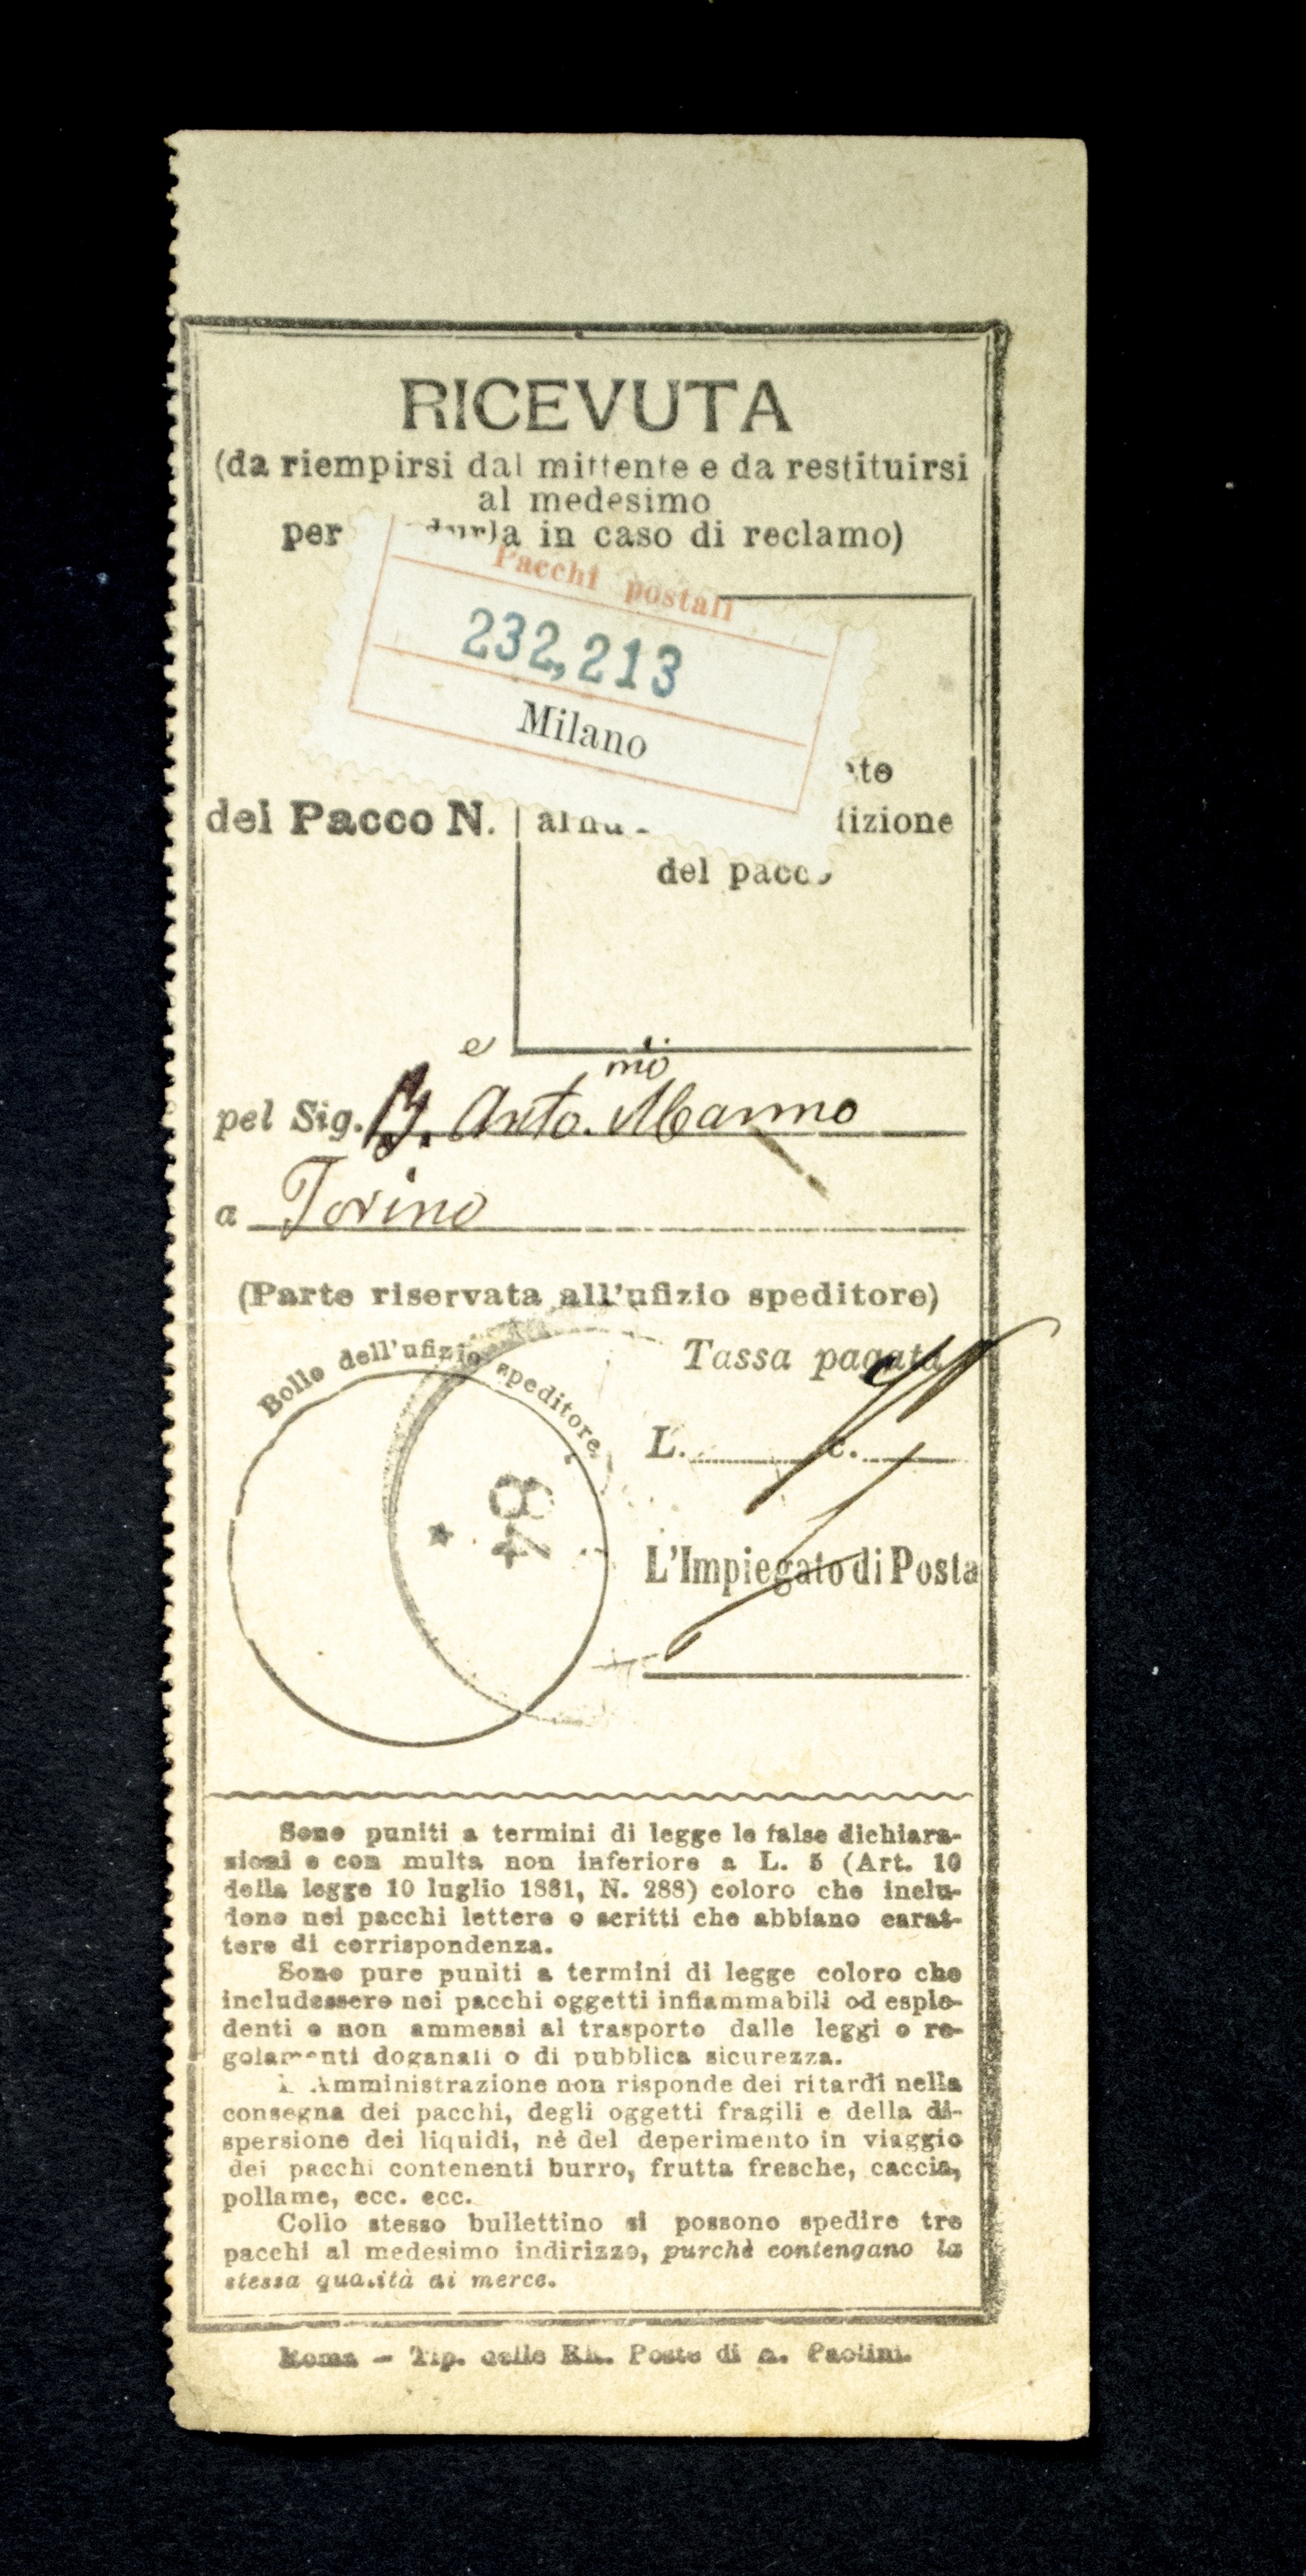 RICEVUTA
(da riempirsi dal mittente e da restituirsi
al medesimo
per durla in caso di reclamo)
Pacchi postali
232,213
Milano
del Pacco N.
del pacco
pel Sig. B. Anto. Manno
a Torino
(Parte riservata all'ufizio speditore)
Bollo dell'ufizio speditore
Tassa pagata
L. c.
84
L'Impiegato di Posta
Sono puniti a termini di legge le false dichiara-
zioni e con multa non inferiore a L. 5 (Art. 10
della legge 10 luglio 1881, N. 288) coloro che inclu-
dono nei pacchi lettere o scritti che abbiano carat-
tere di corrispondenza.
Sono pure puniti a termini di legge coloro che
includessero nei pacchi oggetti infiammabili od esplo-
denti e non ammessi al trasporto dalle leggi o re-
golamenti doganali o di pubblica sicurezza.
L'Amministrazione non risponde dei ritardi nella
consegna dei pacchi, degli oggetti fragili e della di-
spersione dei liquidi, nè del deperimento in viaggio
dei pacchi contenenti burro, frutta fresche, caccia,
pollame, ecc. ecc.
Collo stesso bullettino si possono spedire tre
pacchi al medesimo indirizzo, purchè contengano la
stessa qualità di merce.
Roma - Tip. delle RR. Poste di A. Paolini.